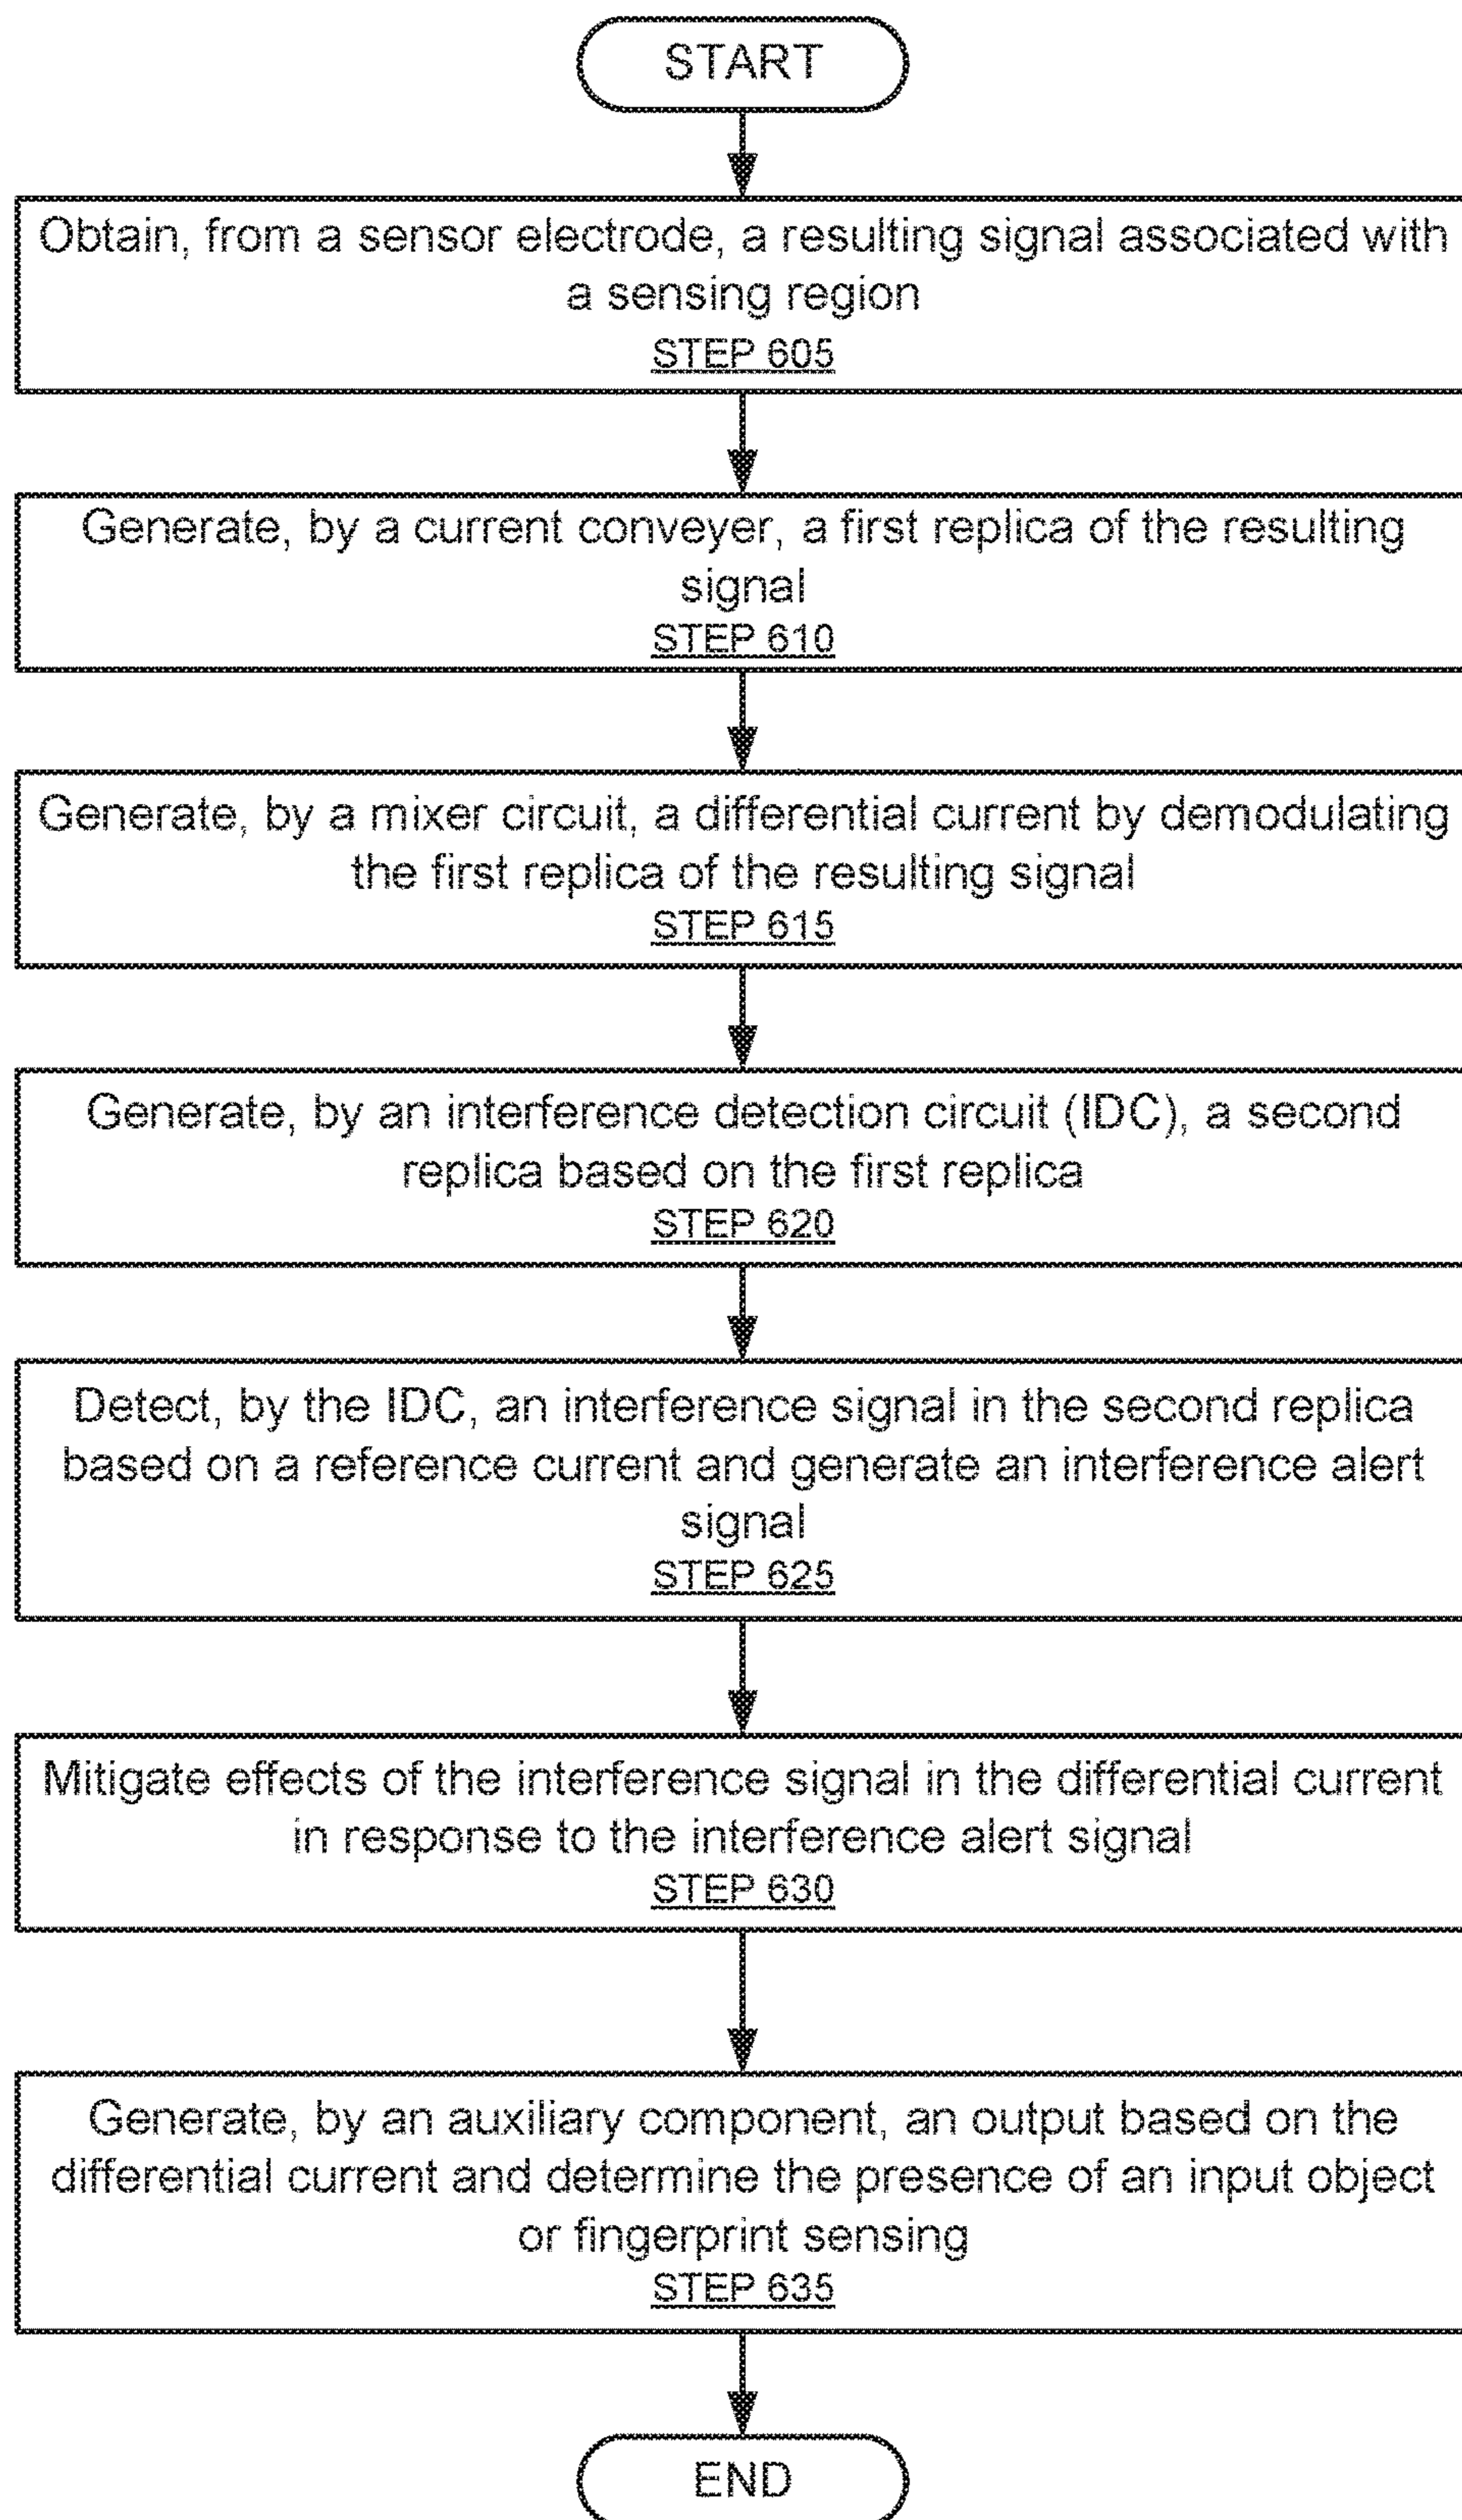 START
Obtain, from a sensor electrode, a resulting signal associated with
a sensing region
STEP 605
Generate, by a current conveyer, a first replica of the resulting
signal
STEP 610
Generate, by a mixer circuit, a differential current by demodulating
the first replica of the resulting signal
STEP 615
Generate, by an interference detection circuit (IDC), a second
replica based on the first replica
STEP 620
Detect, by the IDC, an interference signal in the second replica
based on a reference current and generate an interference alert
signal
STEP 625
Mitigate effects of the interference signal in the differential current
in response to the interference alert signal
STEP 630
Generate, by an auxiliary component, an output based on the
differential current and determine the presence of an input object
or fingerprint sensing
STEP 635
END